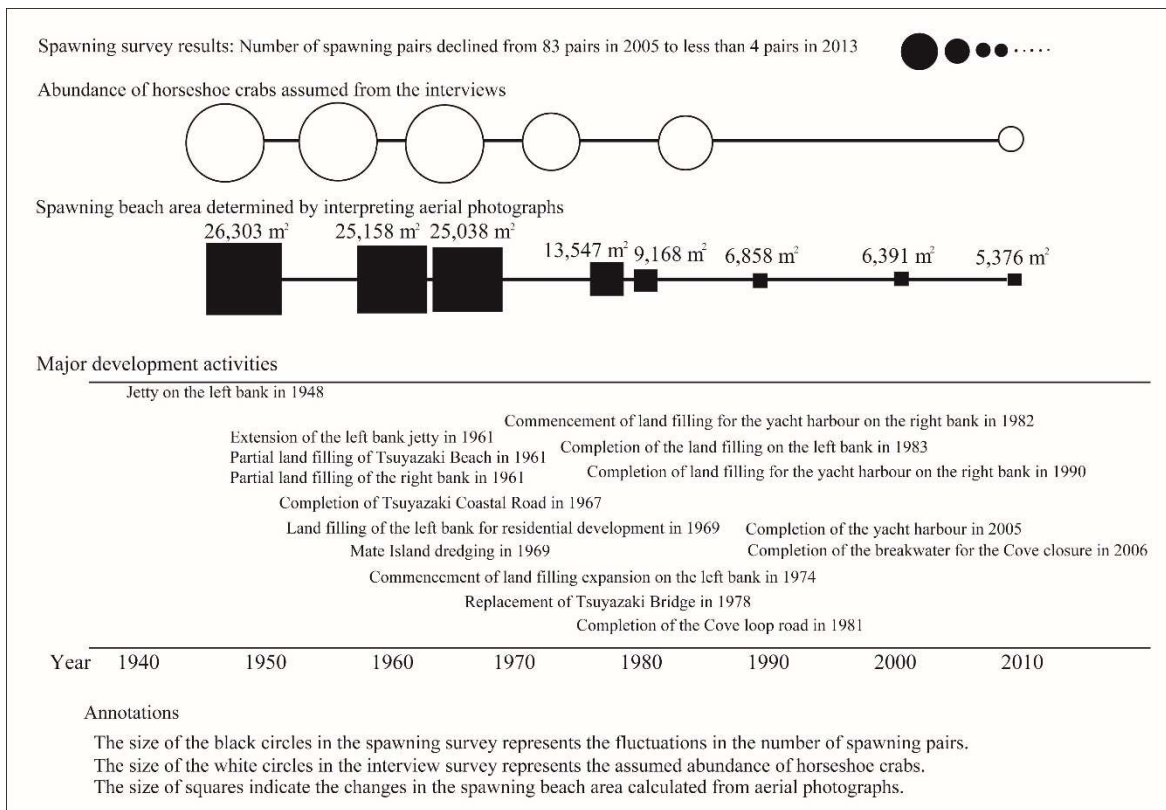 Spawning survey results: Number of spawning pairs declined from 83 pairs in 2005 to less than 4 pairs in 2013
Abundance of horseshoe crabs assumed from the interviews
Spawning beach area determined by interpreting aerial photographs
26,303 m² 25,158 m² 25,038 m² 13,547 m² 9,168 m² 6,858 m² 6,391 m² 5,376 m²
Major development activities
Jetty on the left bank in 1948
Commencement of land filling for the yacht harbour on the right bank in 1982
Extension of the left bank jetty in 1961
Completion of the land filling on the left bank in 1983
Partial land filling of Tsuyazaki Beach in 1961
Completion of land filling for the yacht harbour on the right bank in 1990
Partial land filling of the right bank in 1961
Completion of Tsuyazaki Coastal Road in 1967
Land filling of the left bank for residential development in 1969
Completion of the yacht harbour in 2005
Mate Island dredging in 1969
Completion of the breakwater for the Cove closure in 2006
Commencement of land filling expansion on the left bank in 1974
Replacement of Tsuyazaki Bridge in 1978
Completion of the Cove loop road in 1981
Year 1940 1950 1960 1970 1980 1990 2000 2010
Annotations
The size of the black circles in the spawning survey represents the fluctuations in the number of spawning pairs.
The size of the white circles in the interview survey represents the assumed abundance of horseshoe crabs.
The size of squares indicate the changes in the spawning beach area calculated from aerial photographs.